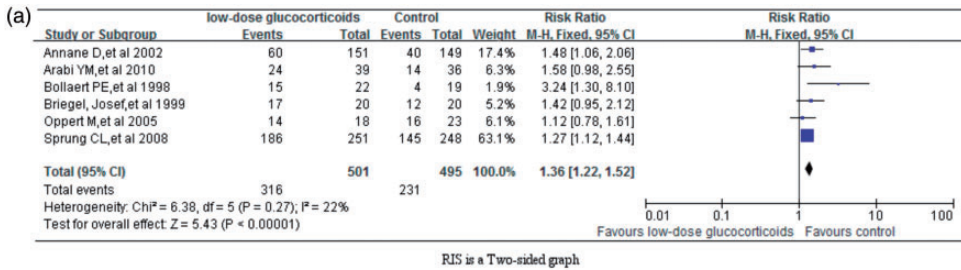 (a)
low-dose glucocorticoids Control Risk Ratio Risk Ratio
Study or Subgroup Events Total Events Total Weight M-H, Fixed, 95% CI M-H, Fixed, 95% CI
Annane D,et al 2002 60 151 40 149 17.4% 1.48 [1.06, 2.06]
Arabi YM,et al 2010 24 39 14 36 6.3% 1.58 [0.98, 2.55]
Bollaert PE,et al 1998 15 22 4 19 1.9% 3.24 [1.30, 8.10]
Briegel, Josef,et al 1999 17 20 12 20 5.2% 1.42 [0.95, 2.12]
Oppert M,et al 2005 14 18 16 23 6.1% 1.12 [0.78, 1.61]
Sprung CL,et al 2008 186 251 145 248 63.1% 1.27 [1.12, 1.44]
Total (95% CI) 501 495 100.0% 1.36 [1.22, 1.52]
Total events 316 231
Heterogeneity: Chi² = 6.38, df = 5 (P = 0.27); I² = 22%
Test for overall effect: Z = 5.43 (P < 0.00001)
0.01 0.1 1 10 100
Favours low-dose glucocorticoids Favours control
RIS is a Two-sided graph